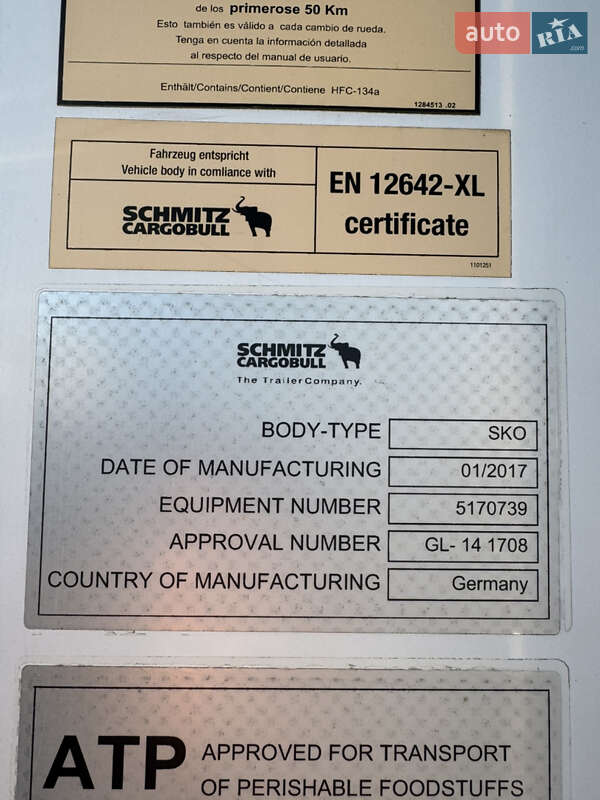 de los primerose 50 Km
Esto también es válido a cada cambio de rueda.
Tenga en cuenta la información detallada
al respecto del manual de usuario.
Enthält/Contains/Contient/Contiene HFC-134a
1284513 .02
auto RIA .com
Fahrzeug entspricht
Vehicle body in comliance with
SCHMITZ
CARGOBULL
EN 12642-XL
certificate
1101251
SCHMITZ
CARGOBULL
The TrailerCompany.
BODY-TYPE SKO
DATE OF MANUFACTURING 01/2017
EQUIPMENT NUMBER 5170739
APPROVAL NUMBER GL- 14 1708
COUNTRY OF MANUFACTURING Germany
ATP APPROVED FOR TRANSPORT
OF PERISHABLE FOODSTUFFS